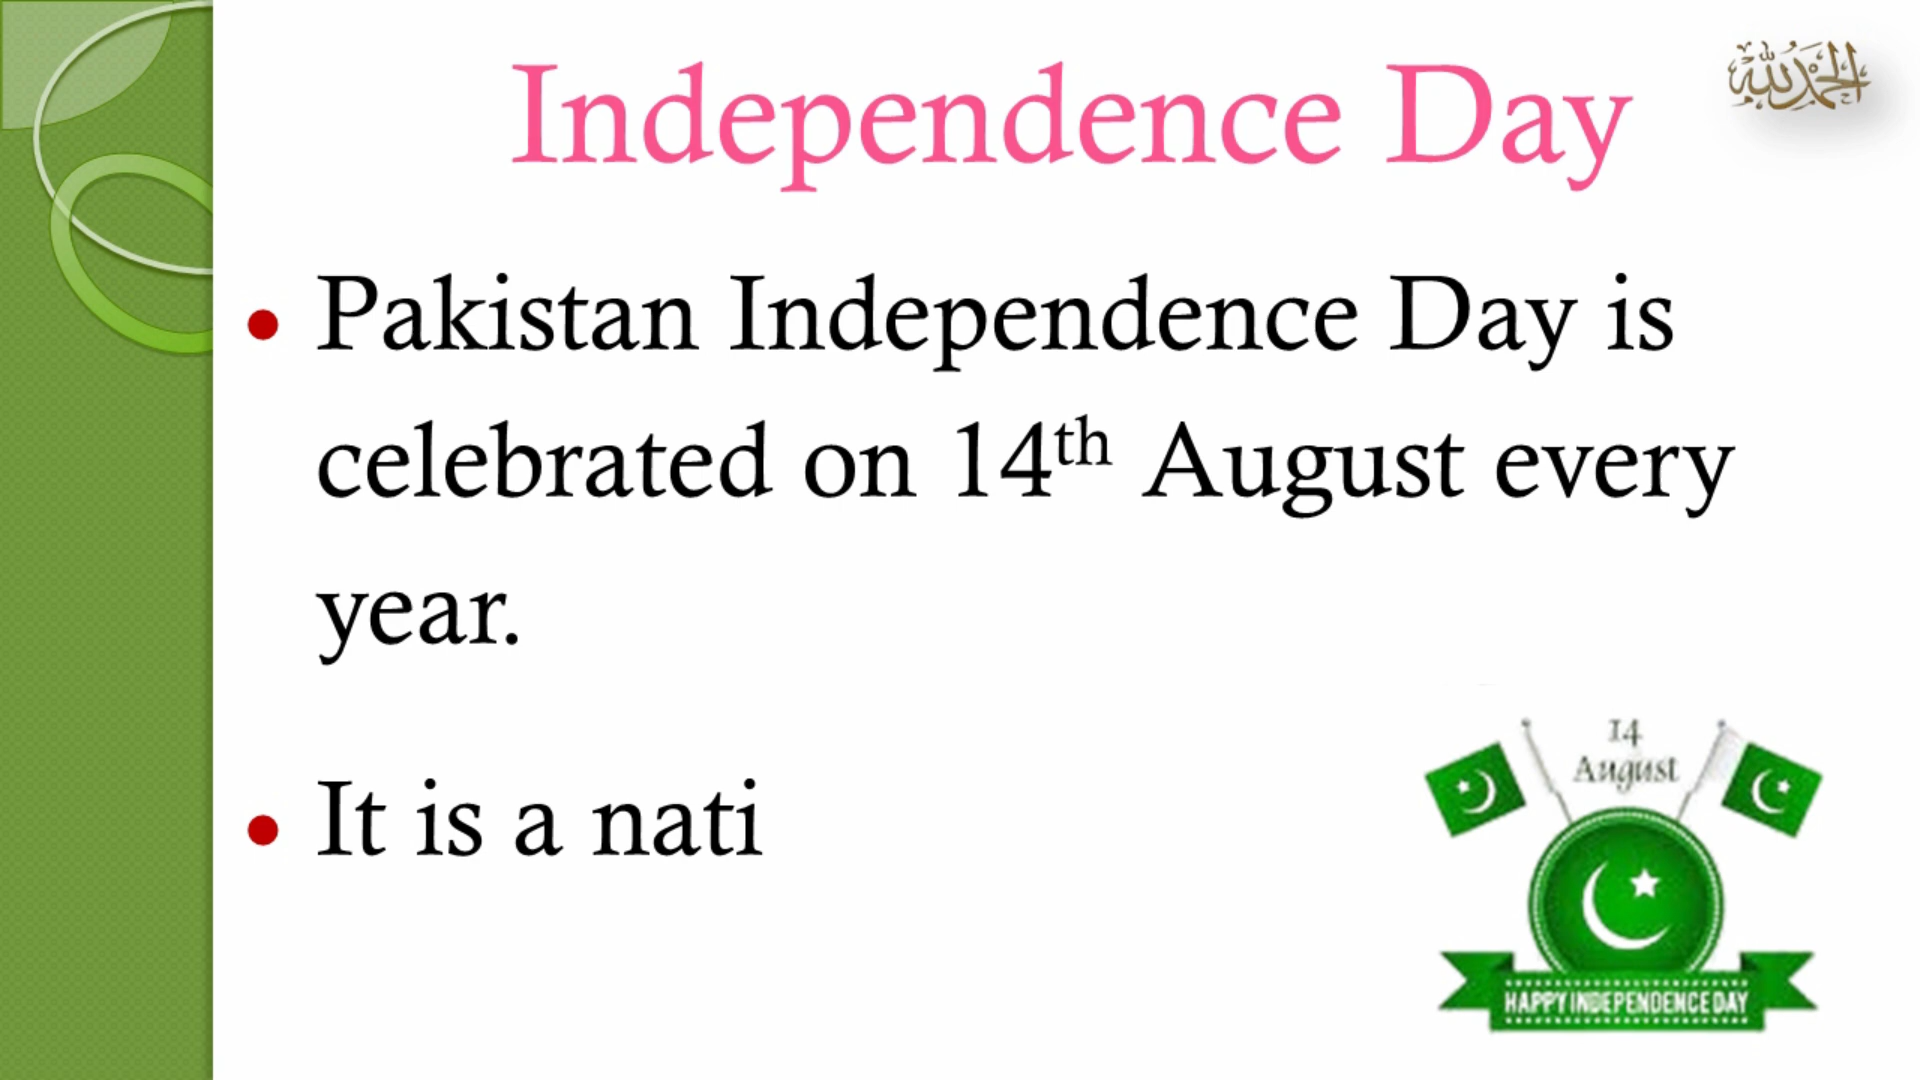 Independence Day
الحمد لله
• Pakistan Independence Day is
celebrated on 14th August every
year.
• It is a nati
14
August
HAPPY INDEPENDENCE DAY